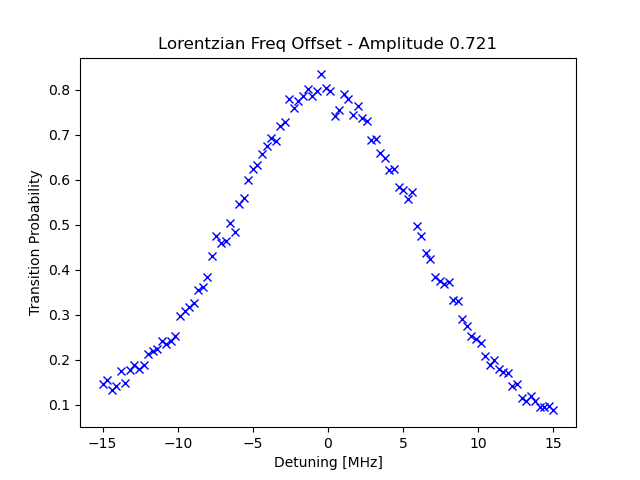 Lorentzian Freq Offset - Amplitude 0.721
Transition Probability
0.8
0.7
0.6
0.5
0.4
0.3
0.2
0.1
−15 −10 −5 0 5 10 15
Detuning [MHz]